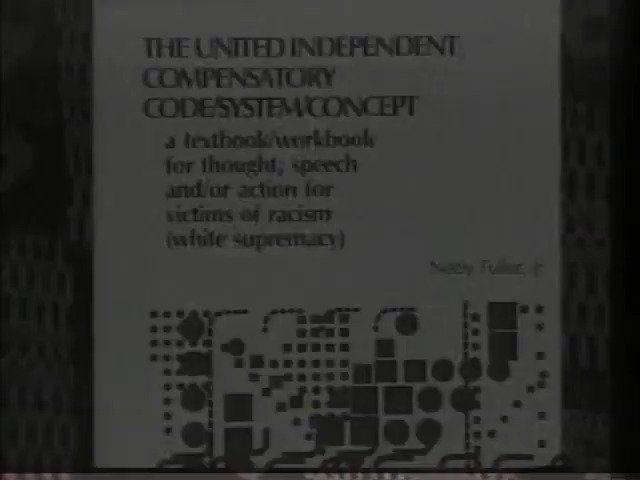 THE UNITED INDEPENDENT
COMPENSATORY
CODE/SYSTEM/CONCEPT
a textbook/workbook
for thought, speech
and/or action for
victims of racism
(white supremacy)
Neely Fuller, Jr.